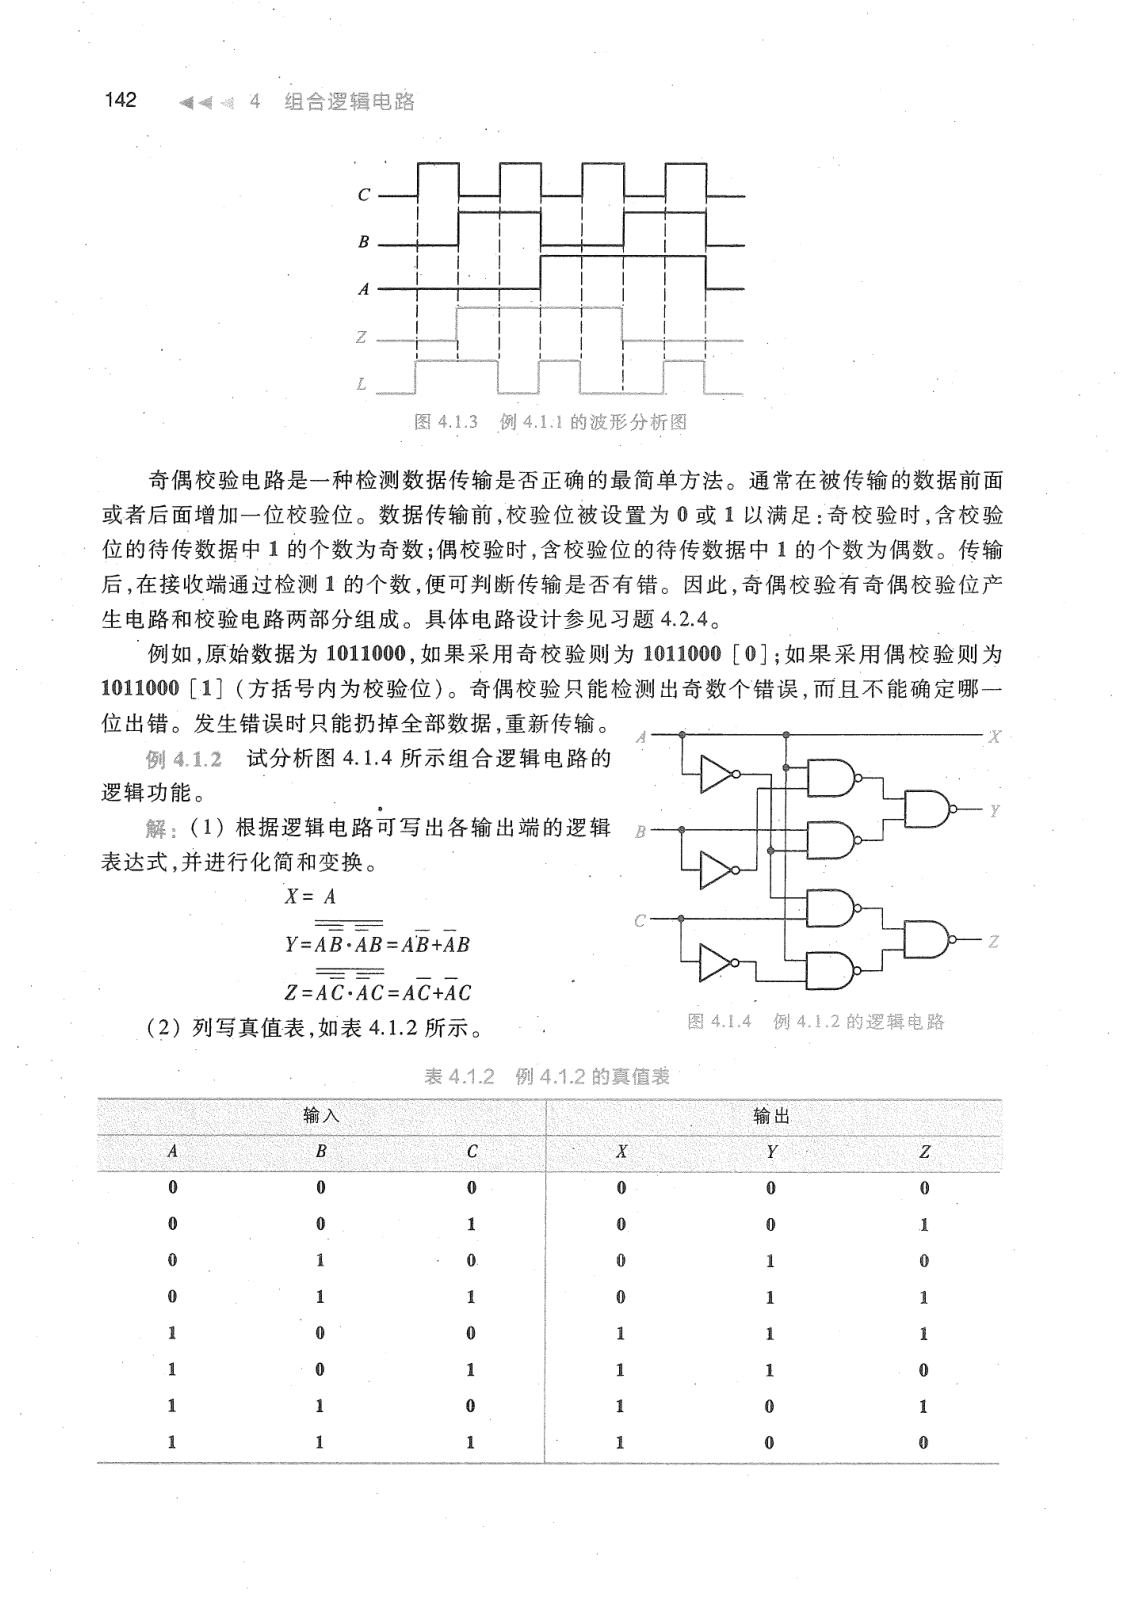 142 4 组合逻辑电路
C
B
A
Z
L
图 4.1.3 例 4.1.1 的波形分析图
奇偶校验电路是一种检测数据传输是否正确的最简单方法。通常在被传输的数据前面
或者后面增加一位校验位。数据传输前,校验位被设置为 0 或 1 以满足:奇校验时,含校验
位的待传数据中 1 的个数为奇数;偶校验时,含校验位的待传数据中 1 的个数为偶数。传输
后,在接收端通过检测 1 的个数,便可判断传输是否有错。因此,奇偶校验有奇偶校验位产
生电路和校验电路两部分组成。具体电路设计参见习题 4.2.4。
例如,原始数据为 1011000,如果采用奇校验则为 1011000 [0];如果采用偶校验则为
1011000 [1] (方括号内为校验位)。奇偶校验只能检测出奇数个错误,而且不能确定哪一
位出错。发生错误时只能扔掉全部数据,重新传输。
例 4.1.2 试分析图 4.1.4 所示组合逻辑电路的
逻辑功能。
解:(1) 根据逻辑电路可写出各输出端的逻辑
表达式,并进行化简和变换。
X= A
Y=\overline{\overline{A\overline{B}}·\overline{\overline{A}B}}=A\overline{B}+\overline{A}B
Z=\overline{\overline{A\overline{C}}·\overline{\overline{A}C}}=A\overline{C}+\overline{A}C
(2) 列写真值表,如表 4.1.2 所示。
A X
Y
B
C
Z
图 4.1.4 例 4.1.2 的逻辑电路
表 4.1.2 例 4.1.2 的真值表
输入 输出
A B C X Y Z
0 0 0 0 0 0
0 0 1 0 0 1
0 1 0 0 1 0
0 1 1 0 1 1
1 0 0 1 1 1
1 0 1 1 1 0
1 1 0 1 0 1
1 1 1 1 0 0